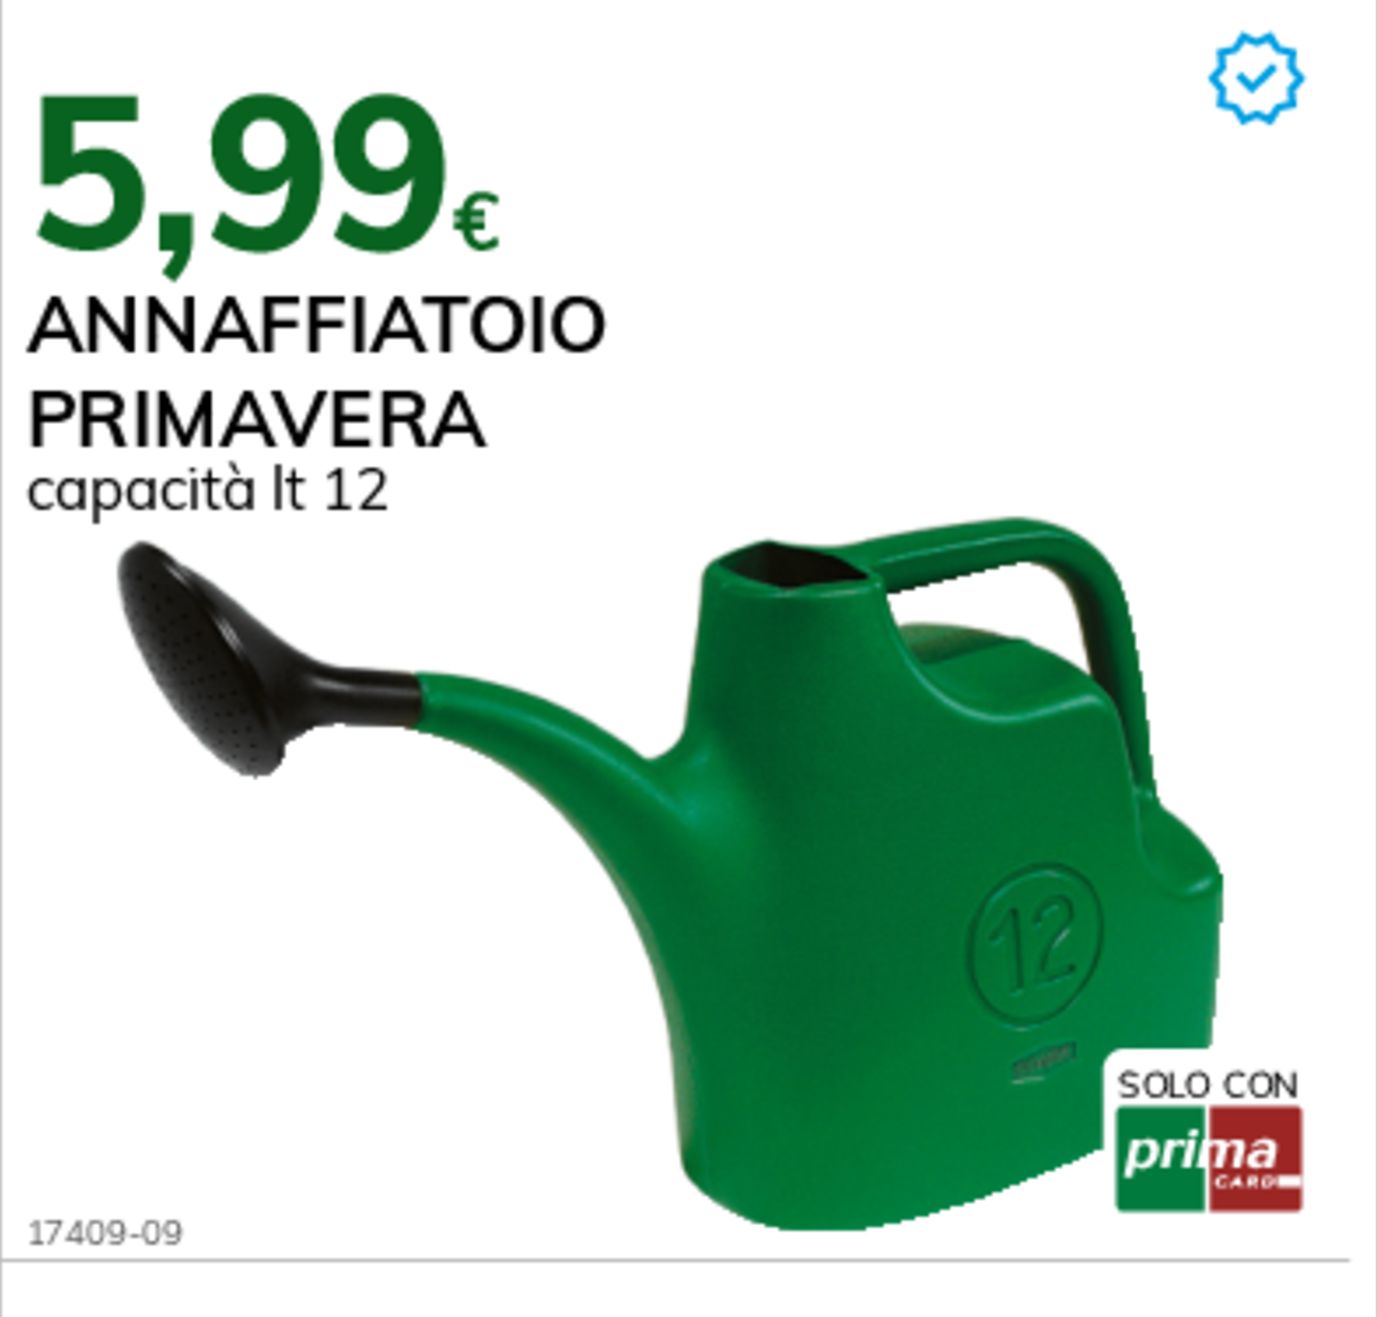 5,99€
ANNAFFIATOIO
PRIMAVERA
capacità lt 12
12
SOLO CON
prima
CARD
17409-09